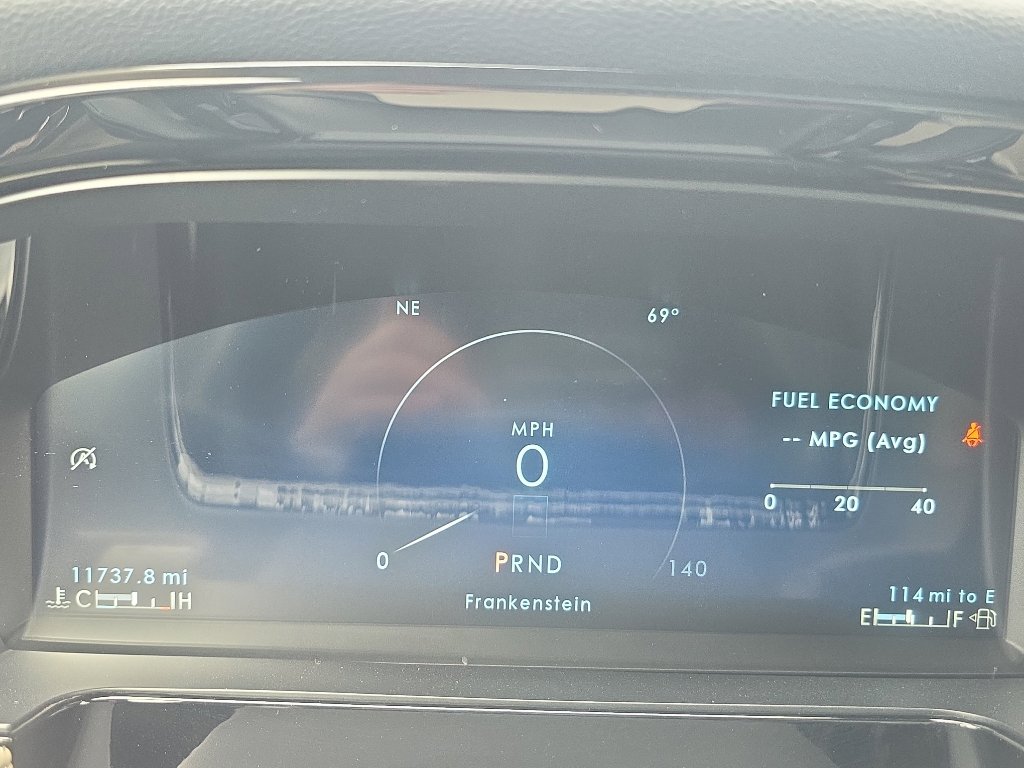 NE
69°
FUEL ECONOMY
-- MPG (Avg)
0 20 40
MPH
0
0
140
PRND
Frankenstein
11737.8 mi
C H
114 mi to E
E F